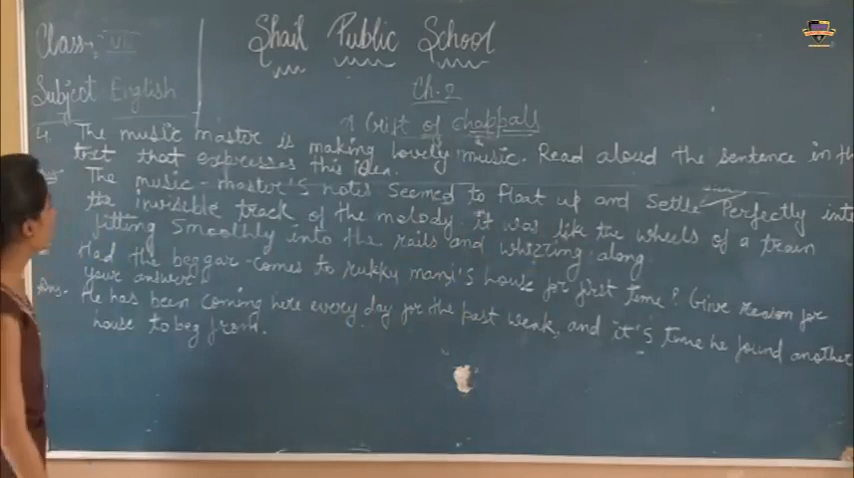 Class- VII
Shail Public School
Subject - English
Ch. 2
A Grist of chappals
4. The music master is making lovely music. Read aloud the sentence in the
text that expresses this idea.
The music - master's notes seemed to float up and settle perfectly into
the invisible track of the melody it was like the wheels of a train
fitting smoothly into the rails and whizzing along
Had the beggar comes to rukky mani's house for first time? Give reason for
your answer.
Ans. He has been coming here every day for the past weak, and it's time he found another
house to beg from.